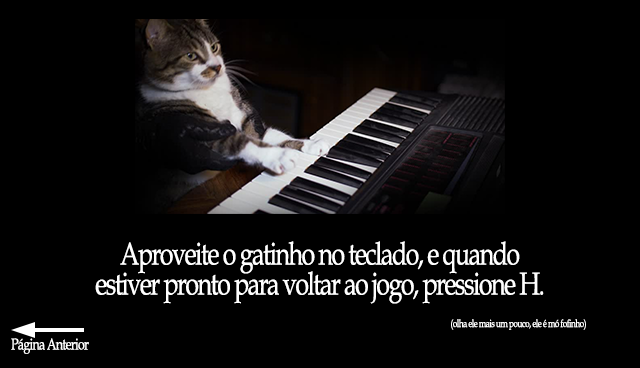 Aproveite o gatinho no teclado, e quando
estiver pronto para voltar ao jogo, pressione H.
(olha ele mais um pouco, ele é mó fofinho)
Página Anterior